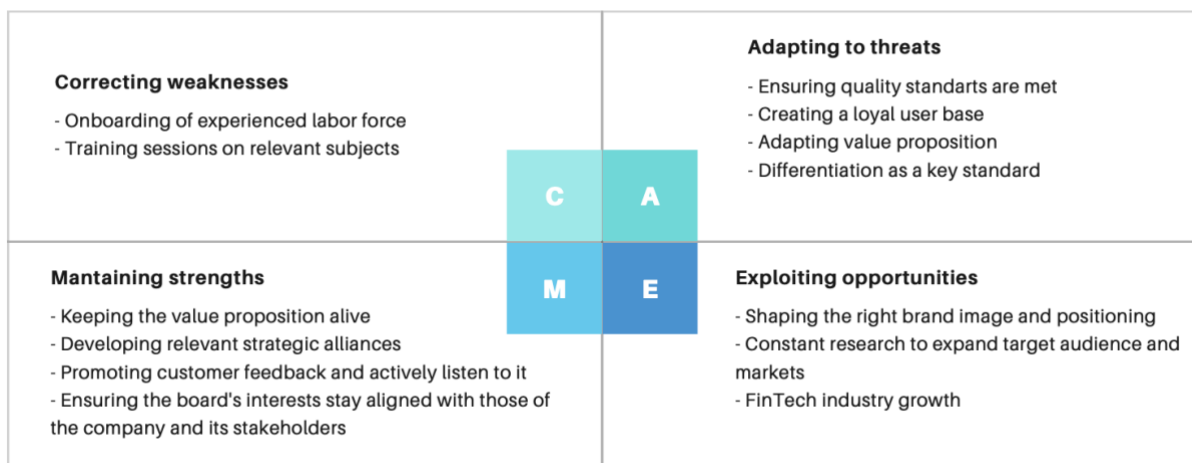 Correcting weaknesses
- Onboarding of experienced labor force
- Training sessions on relevant subjects
Adapting to threats
- Ensuring quality standarts are met
- Creating a loyal user base
- Adapting value proposition
- Differentiation as a key standard
C
A
M
E
Mantaining strengths
- Keeping the value proposition alive
- Developing relevant strategic alliances
- Promoting customer feedback and actively listen to it
- Ensuring the board's interests stay aligned with those of
the company and its stakeholders
Exploiting opportunities
- Shaping the right brand image and positioning
- Constant research to expand target audience and
markets
- FinTech industry growth